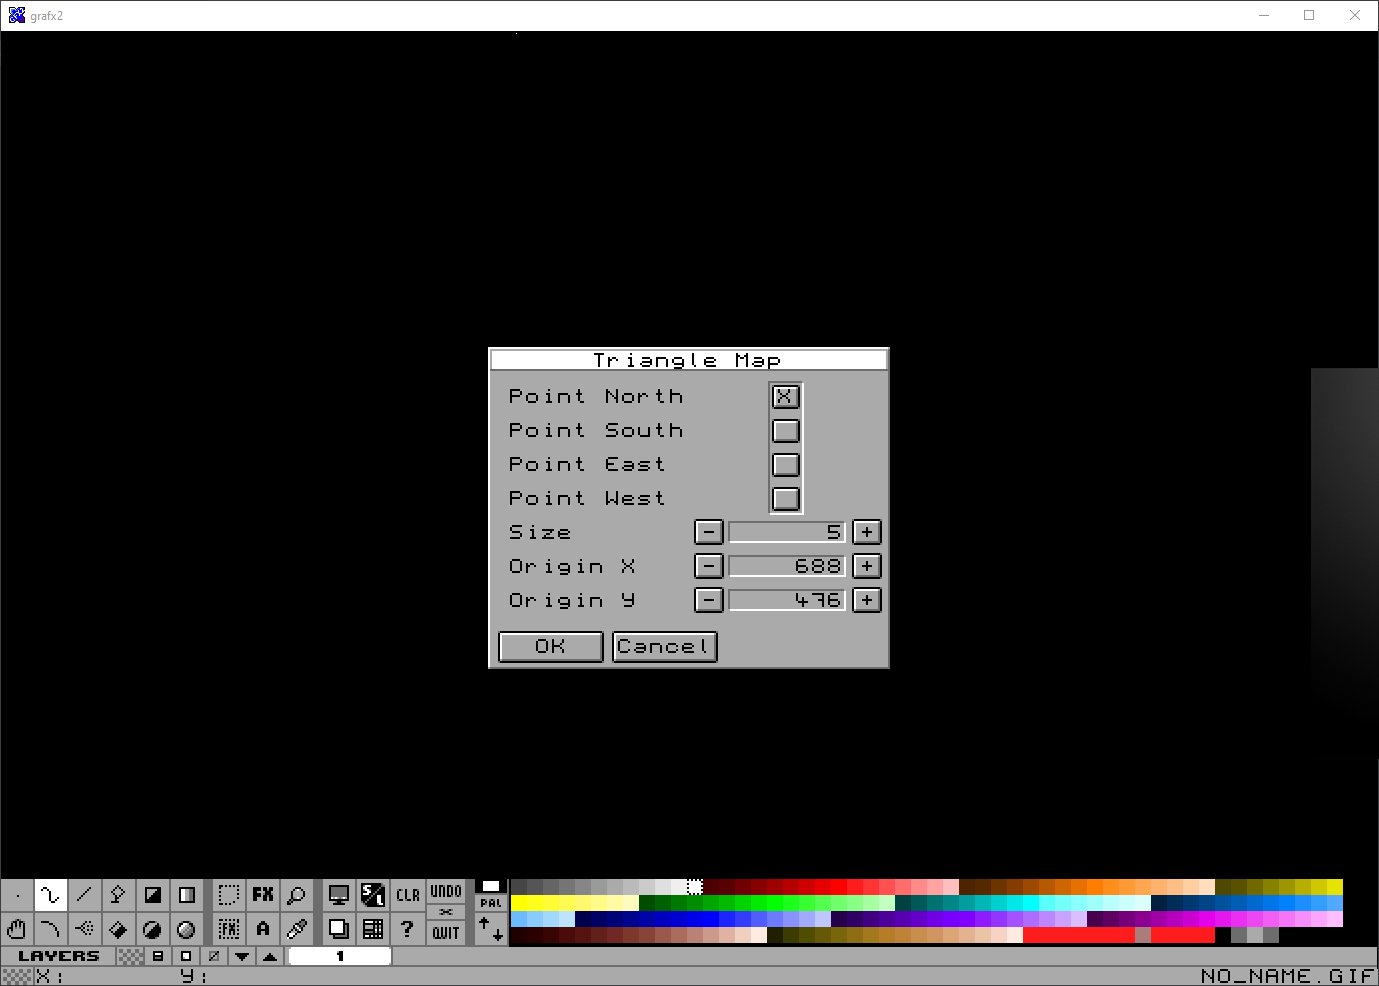 grafx2
Triangle Map
Point North X
Point South
Point East
Point West
Size - 5 +
Origin X - 688 +
Origin Y - 476 +
OK Cancel
FX S/L CLR UNDO
PAL
FX A ? QUIT
LAYERS 1
X: Y: NO_NAME.GIF